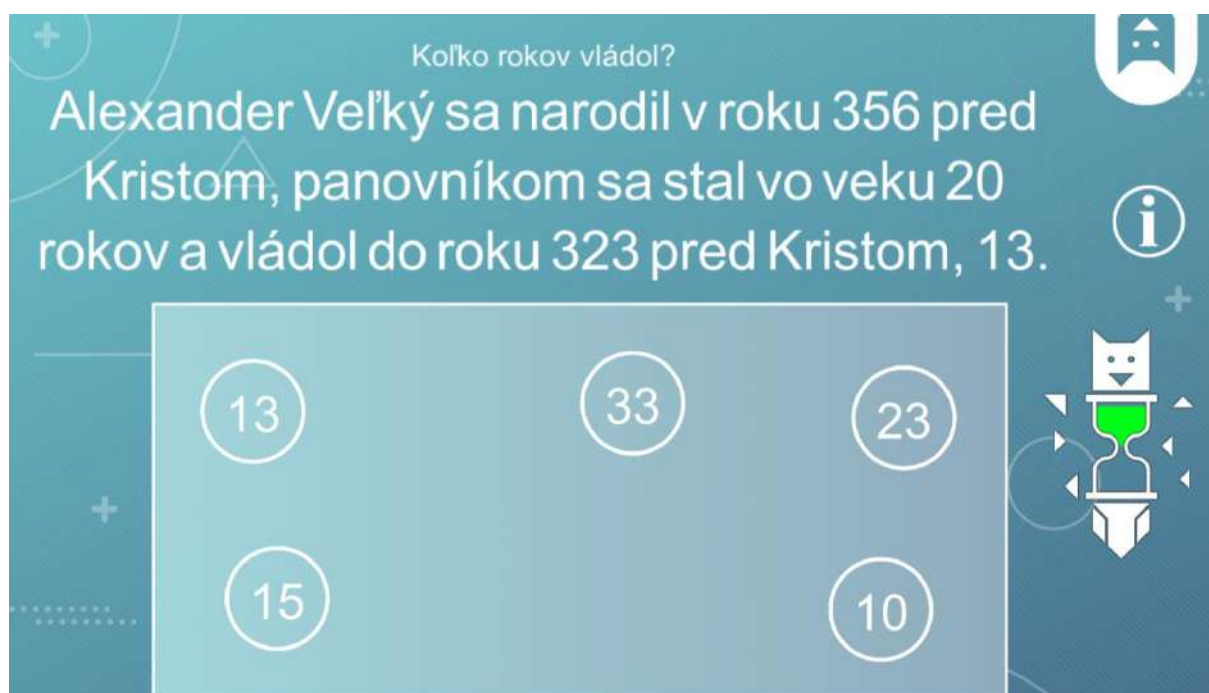 Koľko rokov vládol?
Alexander Veľký sa narodil v roku 356 pred
Kristom, panovníkom sa stal vo veku 20
rokov a vládol do roku 323 pred Kristom, 13.
13
33
23
15
10